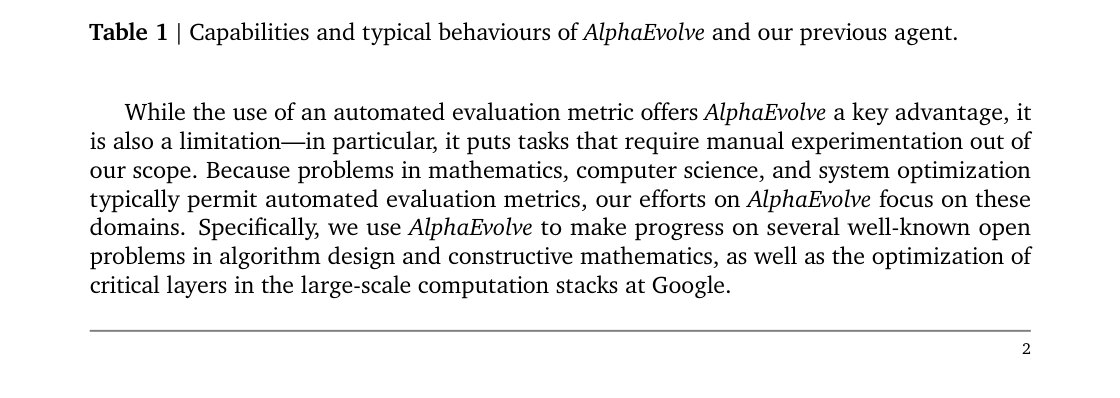 Table 1 | Capabilities and typical behaviours of AlphaEvolve and our previous agent.
While the use of an automated evaluation metric offers AlphaEvolve a key advantage, it
is also a limitation—in particular, it puts tasks that require manual experimentation out of
our scope. Because problems in mathematics, computer science, and system optimization
typically permit automated evaluation metrics, our efforts on AlphaEvolve focus on these
domains. Specifically, we use AlphaEvolve to make progress on several well-known open
problems in algorithm design and constructive mathematics, as well as the optimization of
critical layers in the large-scale computation stacks at Google.
2